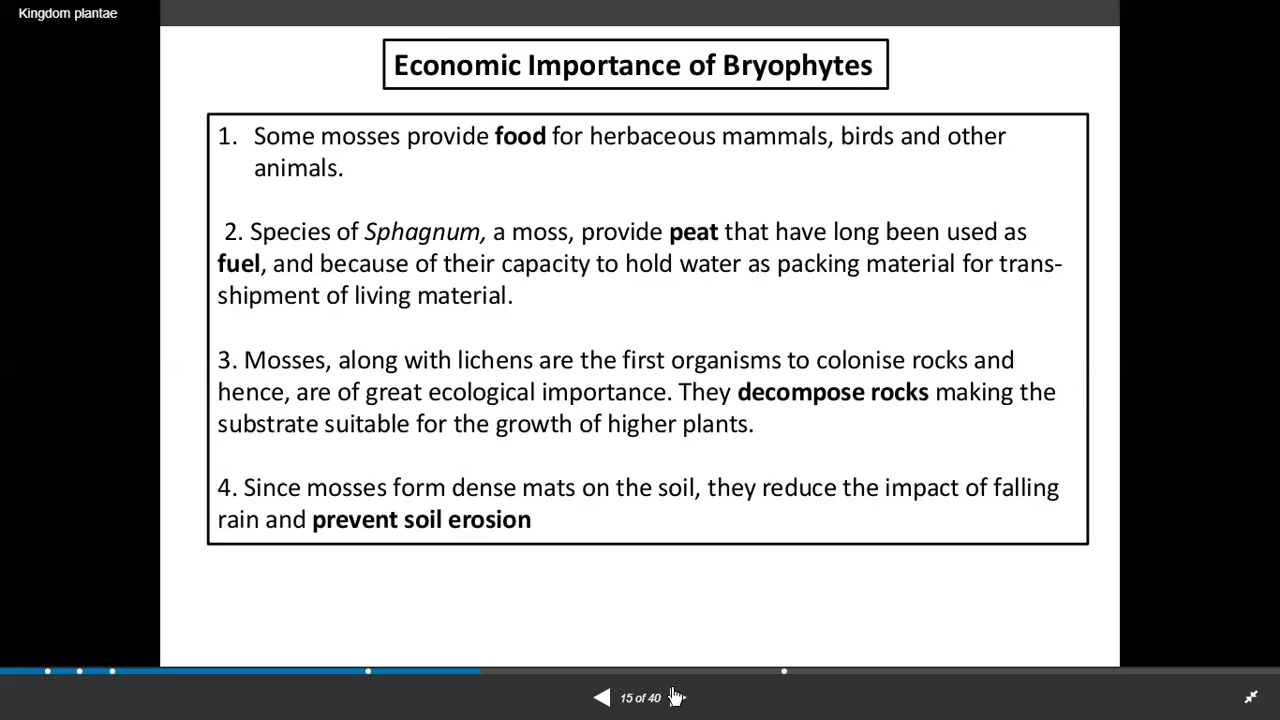 Kingdom plantae
Economic Importance of Bryophytes
1. Some mosses provide food for herbaceous mammals, birds and other
animals.
2. Species of Sphagnum, a moss, provide peat that have long been used as
fuel, and because of their capacity to hold water as packing material for trans-
shipment of living material.
3. Mosses, along with lichens are the first organisms to colonise rocks and
hence, are of great ecological importance. They decompose rocks making the
substrate suitable for the growth of higher plants.
4. Since mosses form dense mats on the soil, they reduce the impact of falling
rain and prevent soil erosion
15 of 40